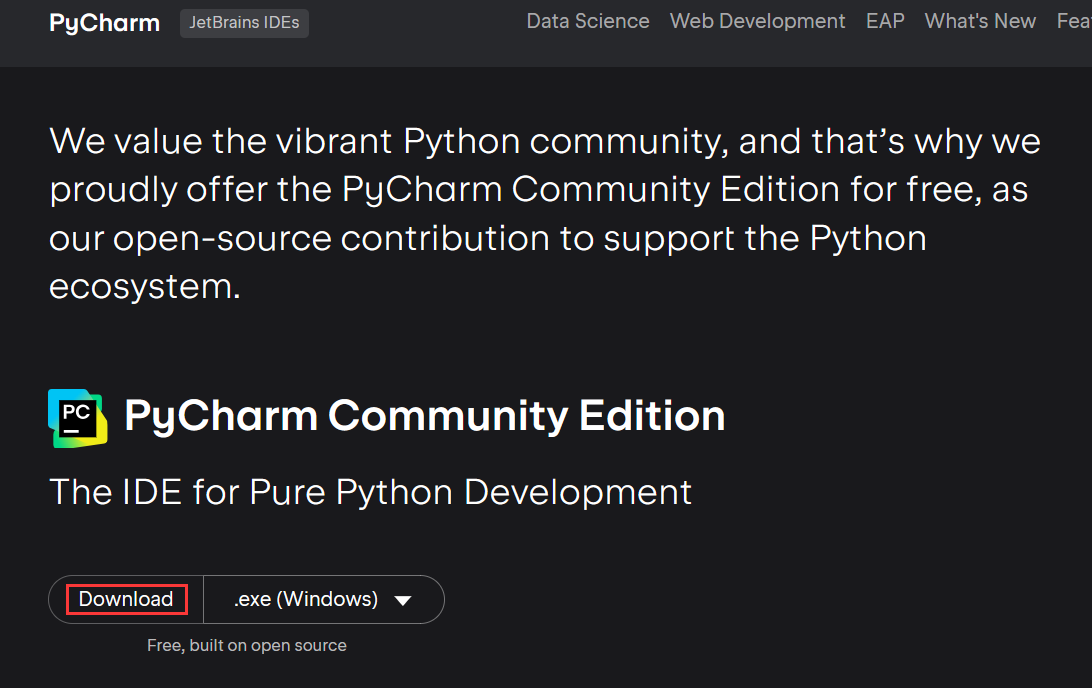 PyCharm JetBrains IDEs Data Science Web Development EAP What's New Fea
We value the vibrant Python community, and that’s why we
proudly offer the PyCharm Community Edition for free, as
our open-source contribution to support the Python
ecosystem.
PC PyCharm Community Edition
The IDE for Pure Python Development
Download .exe (Windows)
Free, built on open source